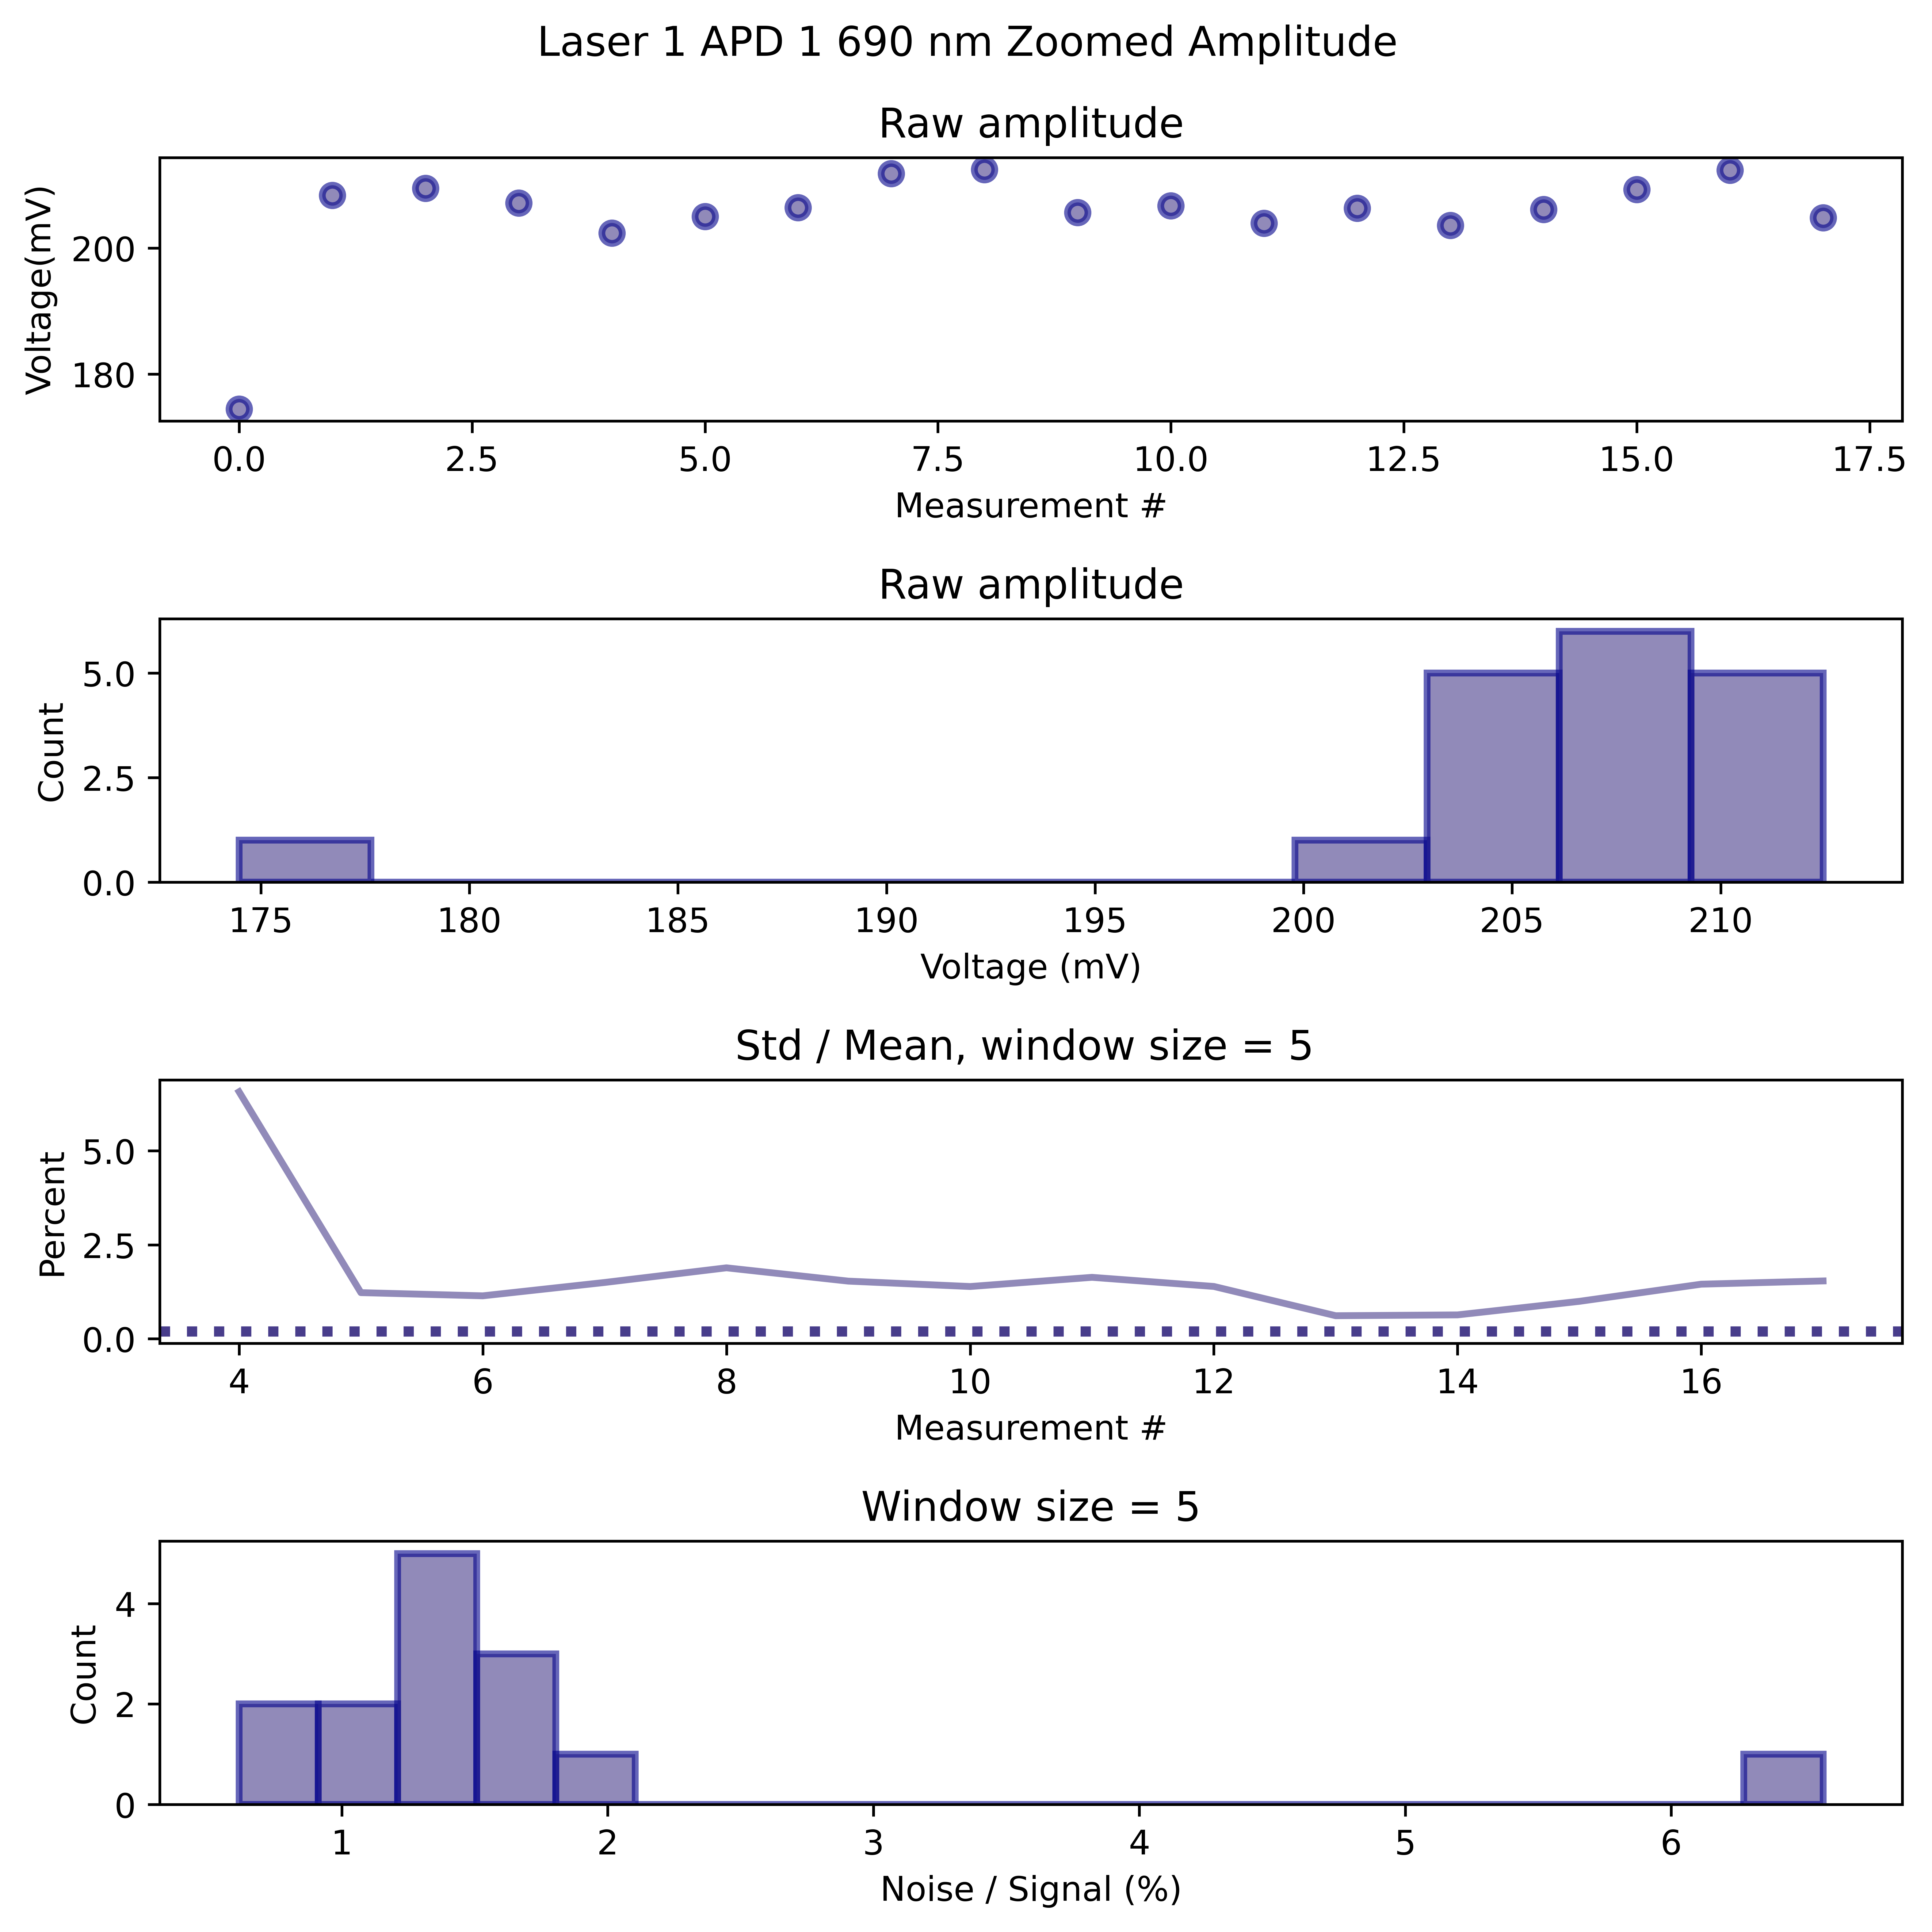 Laser 1 APD 1 690 nm Zoomed Amplitude
Raw amplitude
Voltage(mV)
200
180
0.0 2.5 5.0 7.5 10.0 12.5 15.0 17.5
Measurement #
Raw amplitude
Count
5.0
2.5
0.0
175 180 185 190 195 200 205 210
Voltage (mV)
Std / Mean, window size = 5
Percent
5.0
2.5
0.0
4 6 8 10 12 14 16
Measurement #
Window size = 5
Count
4
2
0
1 2 3 4 5 6
Noise / Signal (%)